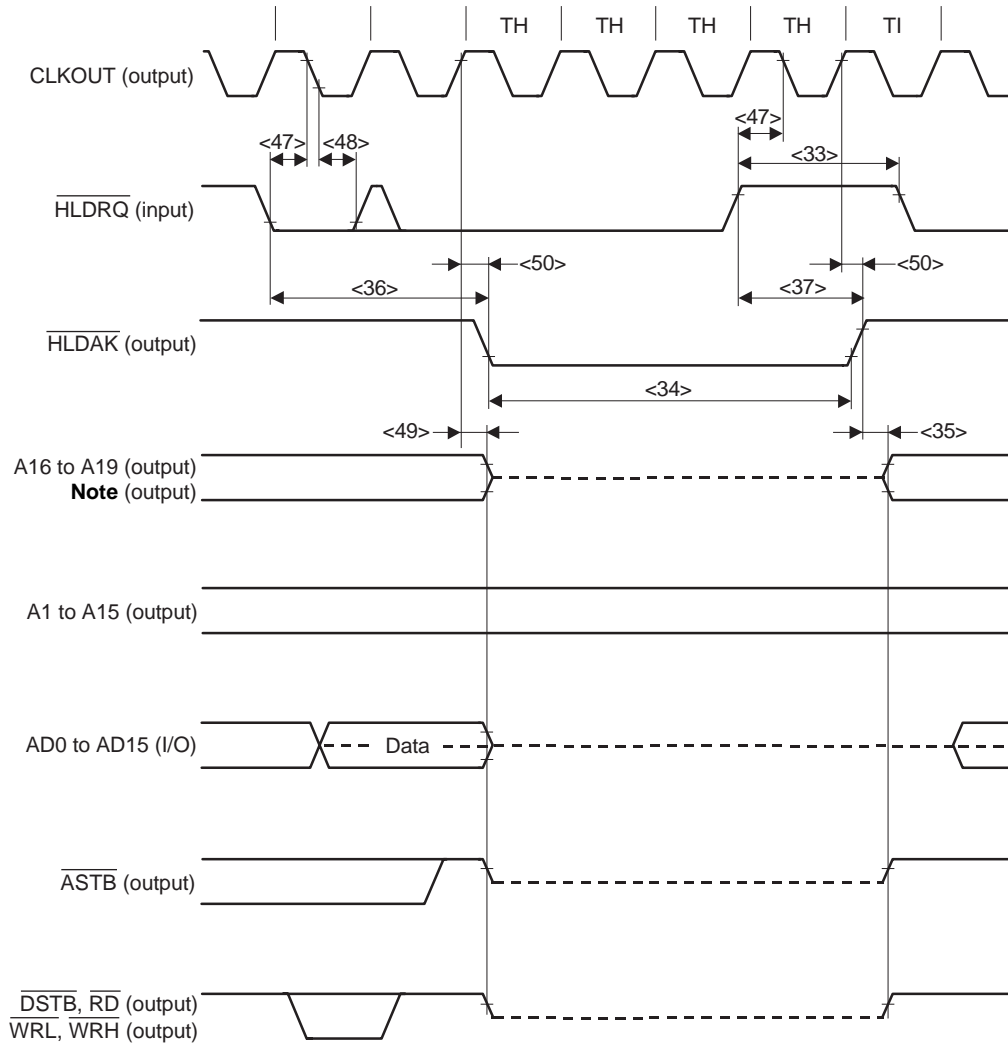 TH TH TH TH TI
CLKOUT (output)
<47> <48> <47>
<33>
HLDRQ (input)
<50> <50>
<36> <37>
HLDAK (output)
<34>
<49> <35>
A16 to A19 (output)
Note (output)
A1 to A15 (output)
AD0 to AD15 (I/O) Data
ASTB (output)
DSTB, RD (output)
WRL, WRH (output)